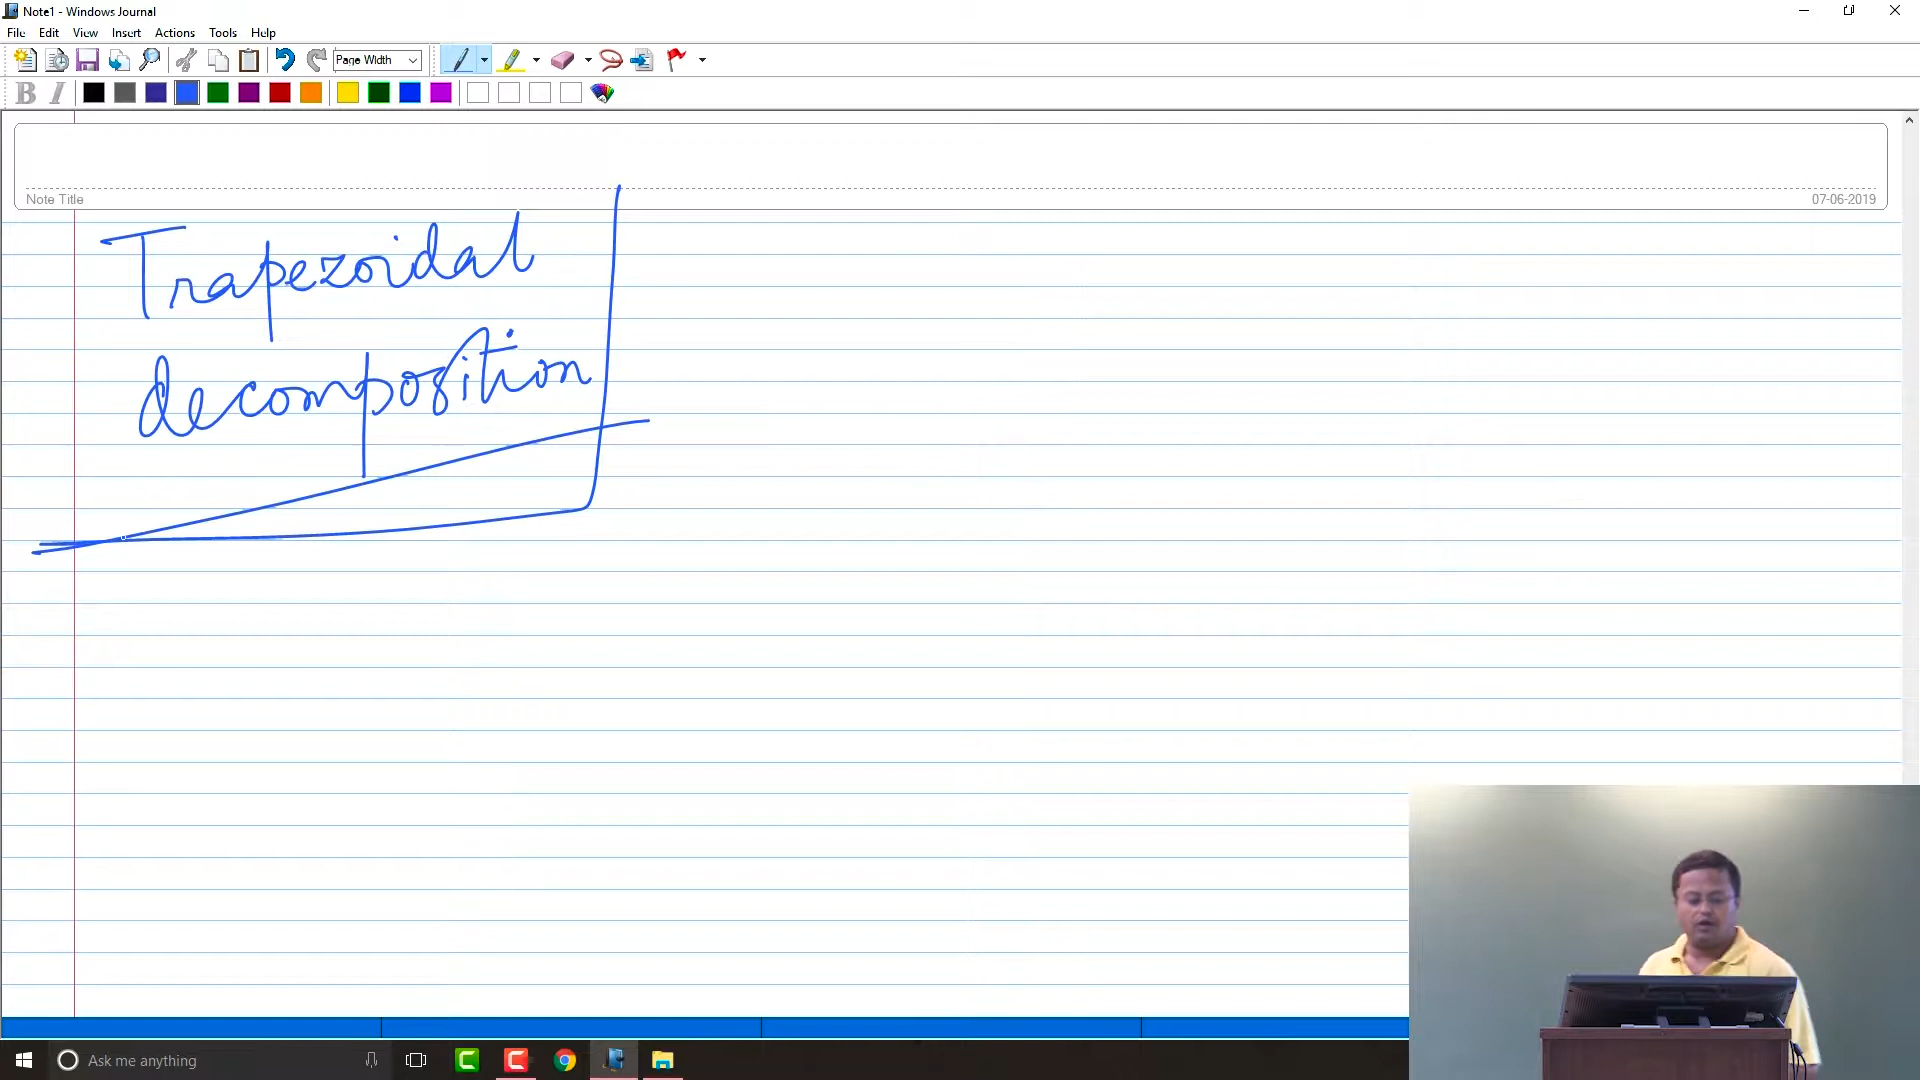 Note1 - Windows Journal
File Edit View Insert Actions Tools Help
Page Width
B I
Note Title
07-06-2019
Trapezoidal
decomposition
Ask me anything